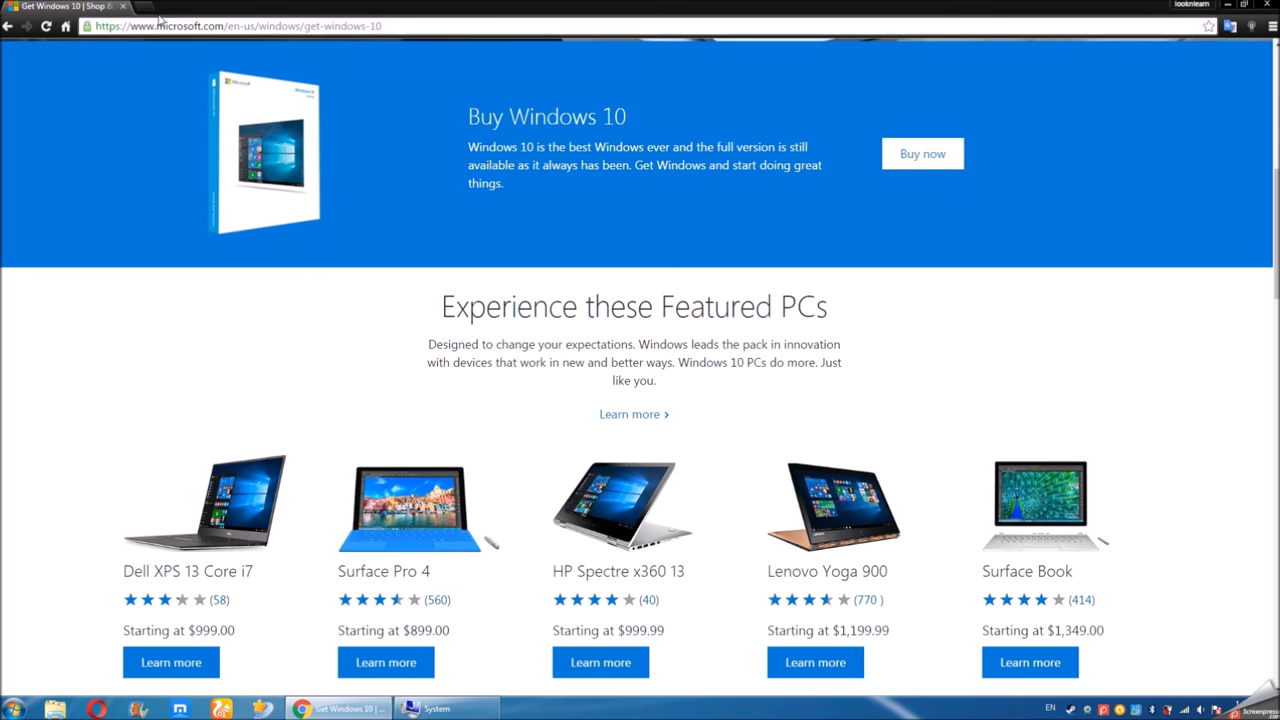 Get Windows 10 | Shop
looknlearn
https://www.microsoft.com/en-us/windows/get-windows-10
Microsoft
Buy Windows 10
Windows 10 is the best Windows ever and the full version is still
available as it always has been. Get Windows and start doing great
things.
Buy now
Experience these Featured PCs
Designed to change your expectations. Windows leads the pack in innovation
with devices that work in new and better ways. Windows 10 PCs do more. Just
like you.
Learn more ›
Dell XPS 13 Core i7
(58)
Starting at $999.00
Learn more
Surface Pro 4
(560)
Starting at $899.00
Learn more
HP Spectre x360 13
(40)
Starting at $999.99
Learn more
Lenovo Yoga 900
(770 )
Starting at $1,199.99
Learn more
Surface Book
(414)
Starting at $1,349.00
Learn more
Get Windows 10 | ...
System
EN
Screenpresso